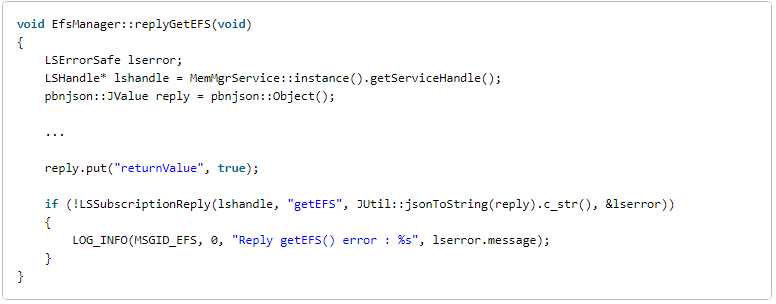 void EfsManager::replyGetEFS(void)
{
    LSErrorSafe lserror;
    LSHandle* lshandle = MemMgrService::instance().getServiceHandle();
    pbnjson::JValue reply = pbnjson::Object();

    ...

    reply.put("returnValue", true);

    if (!LSSubscriptionReply(lshandle, "getEFS", JUtil::jsonToString(reply).c_str(), &lserror))
    {
        LOG_INFO(MSGID_EFS, 0, "Reply getEFS() error : %s", lserror.message);
    }
}